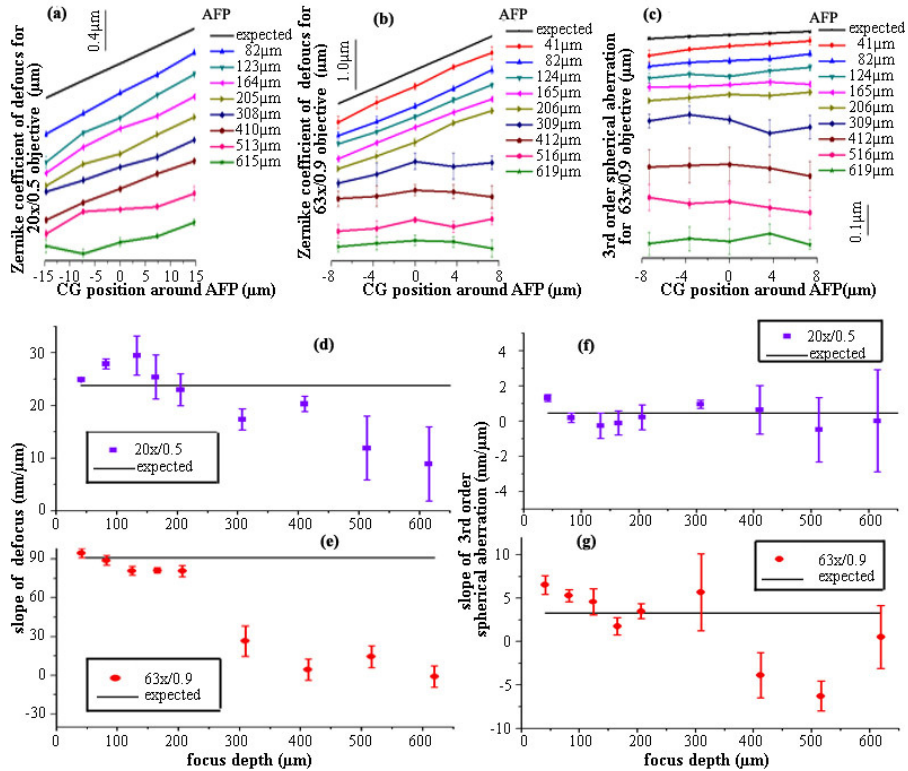 (a)
AFP
0.4μm
Zernike coefficient of defoucs for
20x/0.5 objective (μm)
expected
82μm
123μm
164μm
205μm
308μm
410μm
513μm
615μm
-15 -10 -5 0 5 10 15
CG position around AFP (μm)
(b)
AFP
1.0μm
Zernike coefficient of defoucs for
63x/0.9 objective (μm)
expected
41μm
82μm
124μm
165μm
206μm
309μm
412μm
516μm
619μm
-8 -4 0 4 8
CG position around AFP(μm)
(c)
AFP
3rd order spherical aberration
for 63x/0.9 objective (μm)
expected
41μm
82μm
124μm
165μm
206μm
309μm
412μm
516μm
619μm
0.1μm
-8 -4 0 4 8
CG position around AFP(μm)
(d)
30
20
10
0
20x/0.5
expected
0 100 200 300 400 500 600
(e)
90
60
30
0
-30
63x/0.9
expected
0 100 200 300 400 500 600
slope of defocus (nm/μm)
focus depth (μm)
(f)
20x/0.5
expected
4
2
0
-2
-4
0 100 200 300 400 500 600
(g)
63x/0.9
expected
10
5
0
-5
-10
0 100 200 300 400 500 600
slope of 3rd order
spherical aberration (nm/μm)
focus depth (μm)